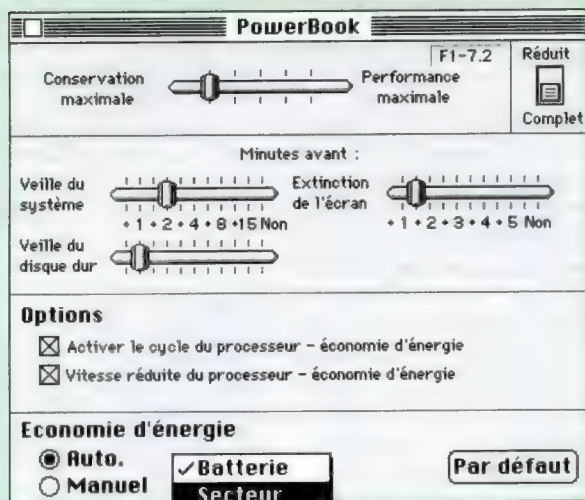 PowerBook
F1-7.2
Conservation
maximale
Performance
maximale
Réduit
Complet
Minutes avant :
Veille du
système
+ 1 + 2 + 4 + 8 +15 Non
Extinction
de l'écran
+ 1 + 2 + 3 + 4 + 5 Non
Veille du
disque dur
Options
Activer le cycle du processeur - économie d'énergie
Vitesse réduite du processeur - économie d'énergie
Economie d'énergie
Auto.
Manuel
✓Batterie
Secteur
Par défaut